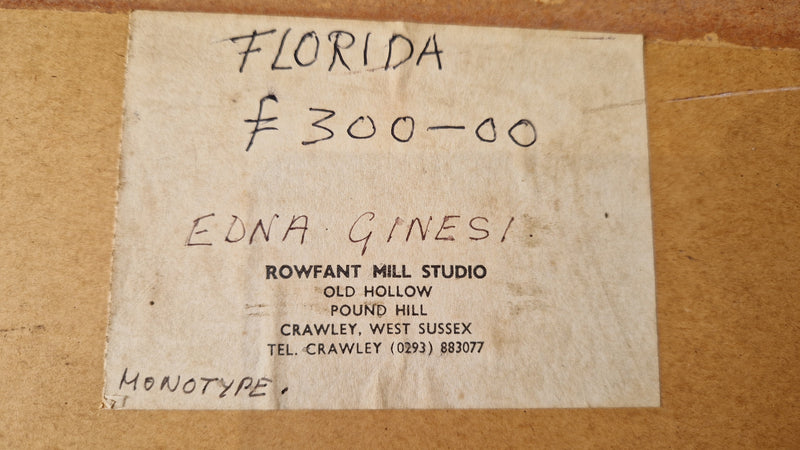 FLORIDA
£300-00
EDNA GINESI.
ROWFANT MILL STUDIO
OLD HOLLOW
POUND HILL
CRAWLEY, WEST SUSSEX
TEL. CRAWLEY (0293) 883077
MONOTYPE.